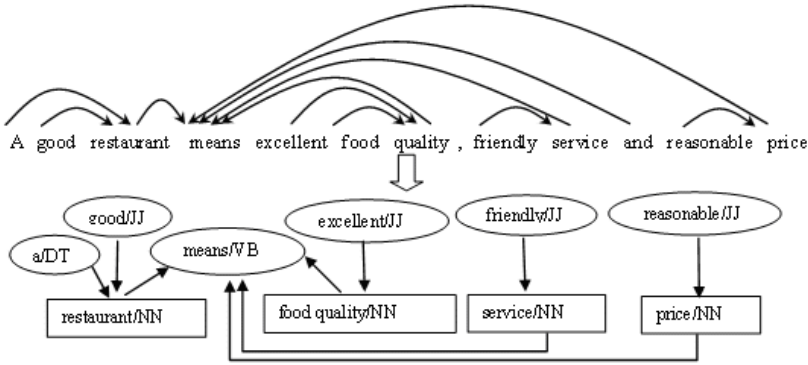 A good restaurant means excellent food quality , friendly service and reasonable price
good/JJ
excellent/JJ
friendly/JJ
reasonable/JJ
a/DT
means/VB
restaurant/NN
food quality/NN
service/NN
price/NN